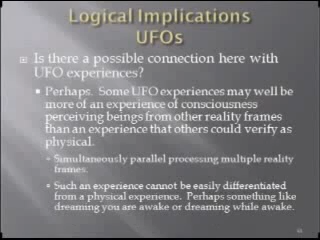 Logical Implications
UFOs
Is there a possible connection here with
UFO experiences?
Perhaps. Some UFO experiences may well be
more of an experience of consciousness
perceiving beings from other reality frames
than an experience that others could verify as
physical.
Simultaneously parallel processing multiple reality
frames.
Such an experience cannot be easily differentiated
from a physical experience. Perhaps something like
dreaming you are awake or dreaming while awake.